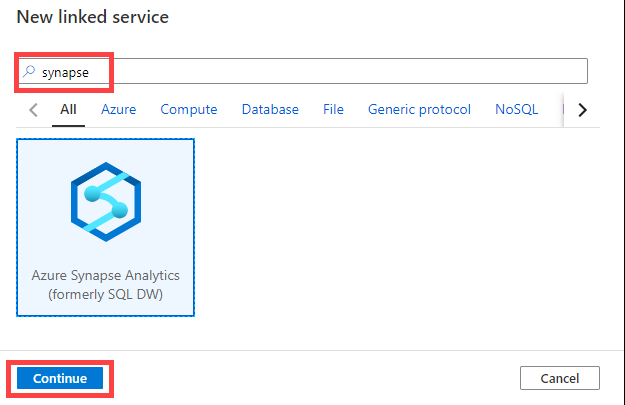 New linked service
synapse
All Azure Compute Database File Generic protocol NoSQL
Azure Synapse Analytics
(formerly SQL DW)
Continue Cancel